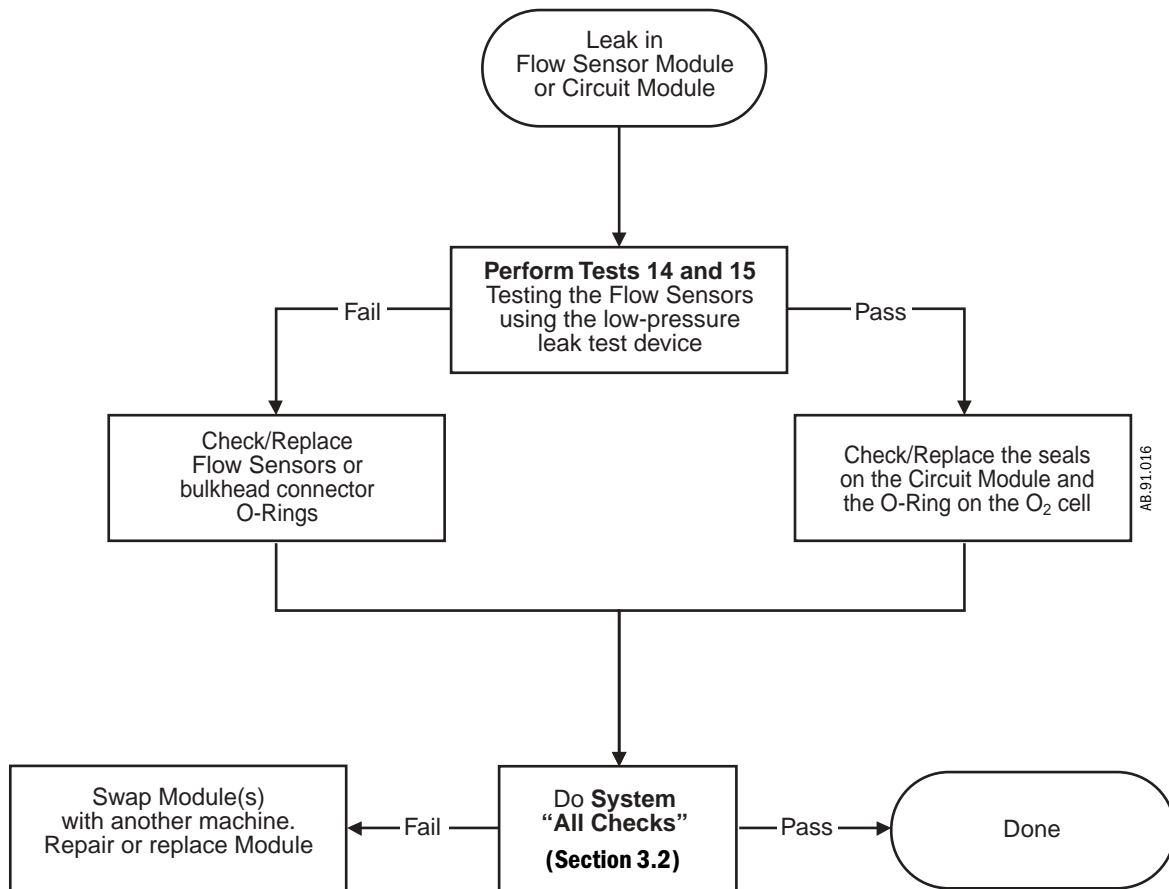 Leak in
Flow Sensor Module
or Circuit Module
Perform Tests 14 and 15
Testing the Flow Sensors
using the low-pressure
leak test device
Fail
Pass
Check/Replace
Flow Sensors or
bulkhead connector
O-Rings
Check/Replace the seals
on the Circuit Module and
the O-Ring on the O₂ cell
AB.91.016
Swap Module(s)
with another machine.
Repair or replace Module
Fail
Do System
“All Checks”
(Section 3.2)
Pass
Done